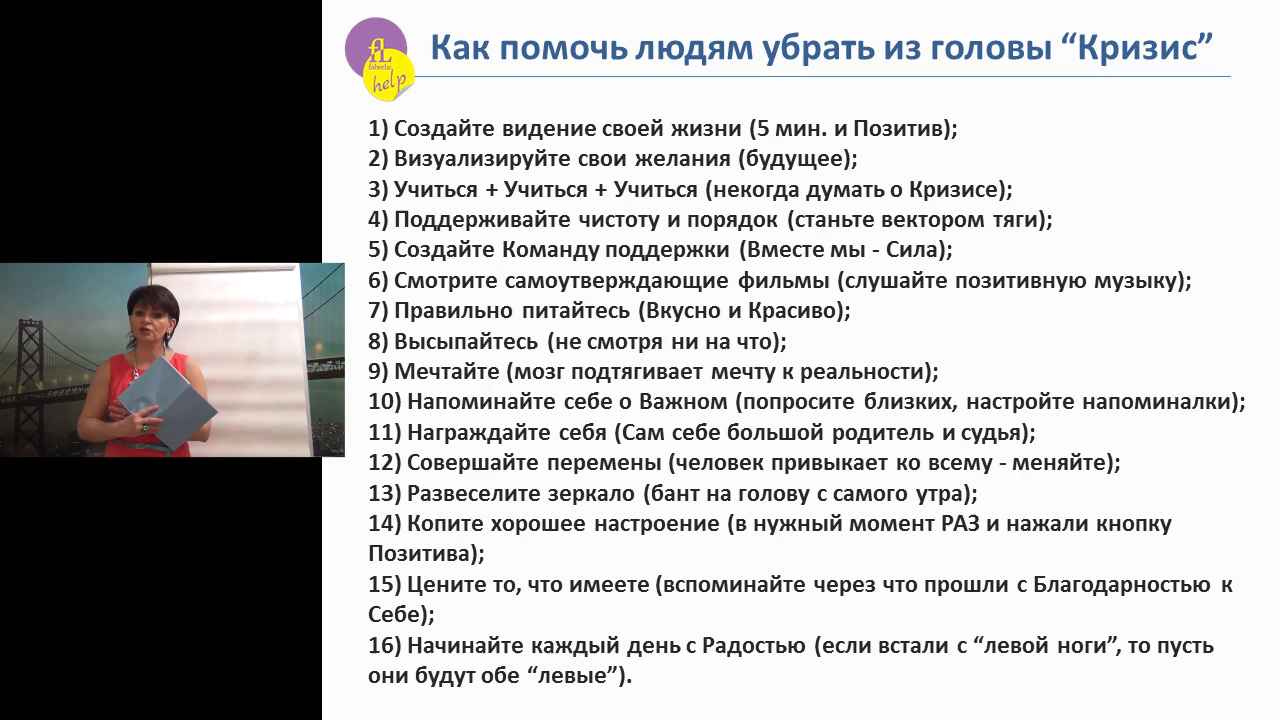 Как помочь людям убрать из головы “Кризис”
fL
faberlic
help
1) Создайте видение своей жизни (5 мин. и Позитив);
2) Визуализируйте свои желания (будущее);
3) Учиться + Учиться + Учиться (некогда думать о Кризисе);
4) Поддерживайте чистоту и порядок (станьте вектором тяги);
5) Создайте Команду поддержки (Вместе мы - Сила);
6) Смотрите самоутверждающие фильмы (слушайте позитивную музыку);
7) Правильно питайтесь (Вкусно и Красиво);
8) Высыпайтесь (не смотря ни на что);
9) Мечтайте (мозг подтягивает мечту к реальности);
10) Напоминайте себе о Важном (попросите близких, настройте напоминалки);
11) Награждайте себя (Сам себе большой родитель и судья);
12) Совершайте перемены (человек привыкает ко всему - меняйте);
13) Развеселите зеркало (бант на голову с самого утра);
14) Копите хорошее настроение (в нужный момент РАЗ и нажали кнопку
Позитива);
15) Цените то, что имеете (вспоминайте через что прошли с Благодарностью к
Себе);
16) Начинайте каждый день с Радостью (если встали с “левой ноги”, то пусть
они будут обе “левые”).